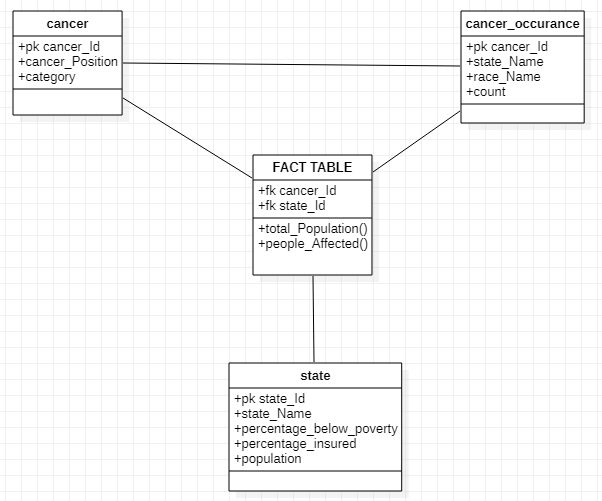 cancer
+pk cancer_Id
+cancer_Position
+category
cancer_occurance
+pk cancer_Id
+state_Name
+race_Name
+count
FACT TABLE
+fk cancer_Id
+fk state_Id
+total_Population()
+people_Affected()
state
+pk state_Id
+state_Name
+percentage_below_poverty
+percentage_insured
+population